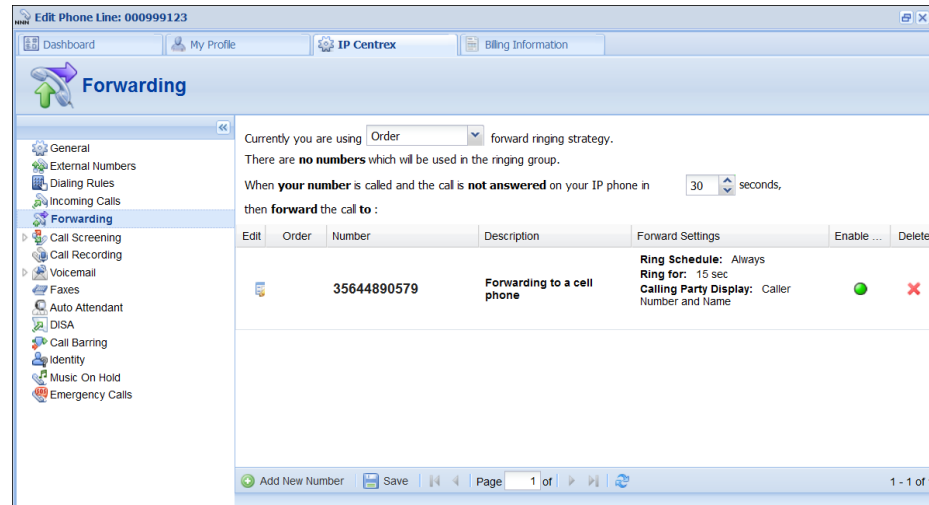 NNN Edit Phone Line: 000999123
Dashboard My Profile IP Centrex Biling Information
Forwarding
General
External Numbers
Dialing Rules
Incoming Calls
Forwarding
Call Screening
Call Recording
Voicemail
Faxes
Auto Attendant
DISA
Call Barring
Identity
Music On Hold
Emergency Calls
Currently you are using Order forward ringing strategy.
There are no numbers which will be used in the ringing group.
When your number is called and the call is not answered on your IP phone in 30 seconds,
then forward the call to :
Edit Order Number Description Forward Settings Enable ... Delete
35644890579
Forwarding to a cell
phone
Ring Schedule: Always
Ring for: 15 sec
Calling Party Display: Caller
Number and Name
Add New Number Save Page 1 of 1 - 1 of